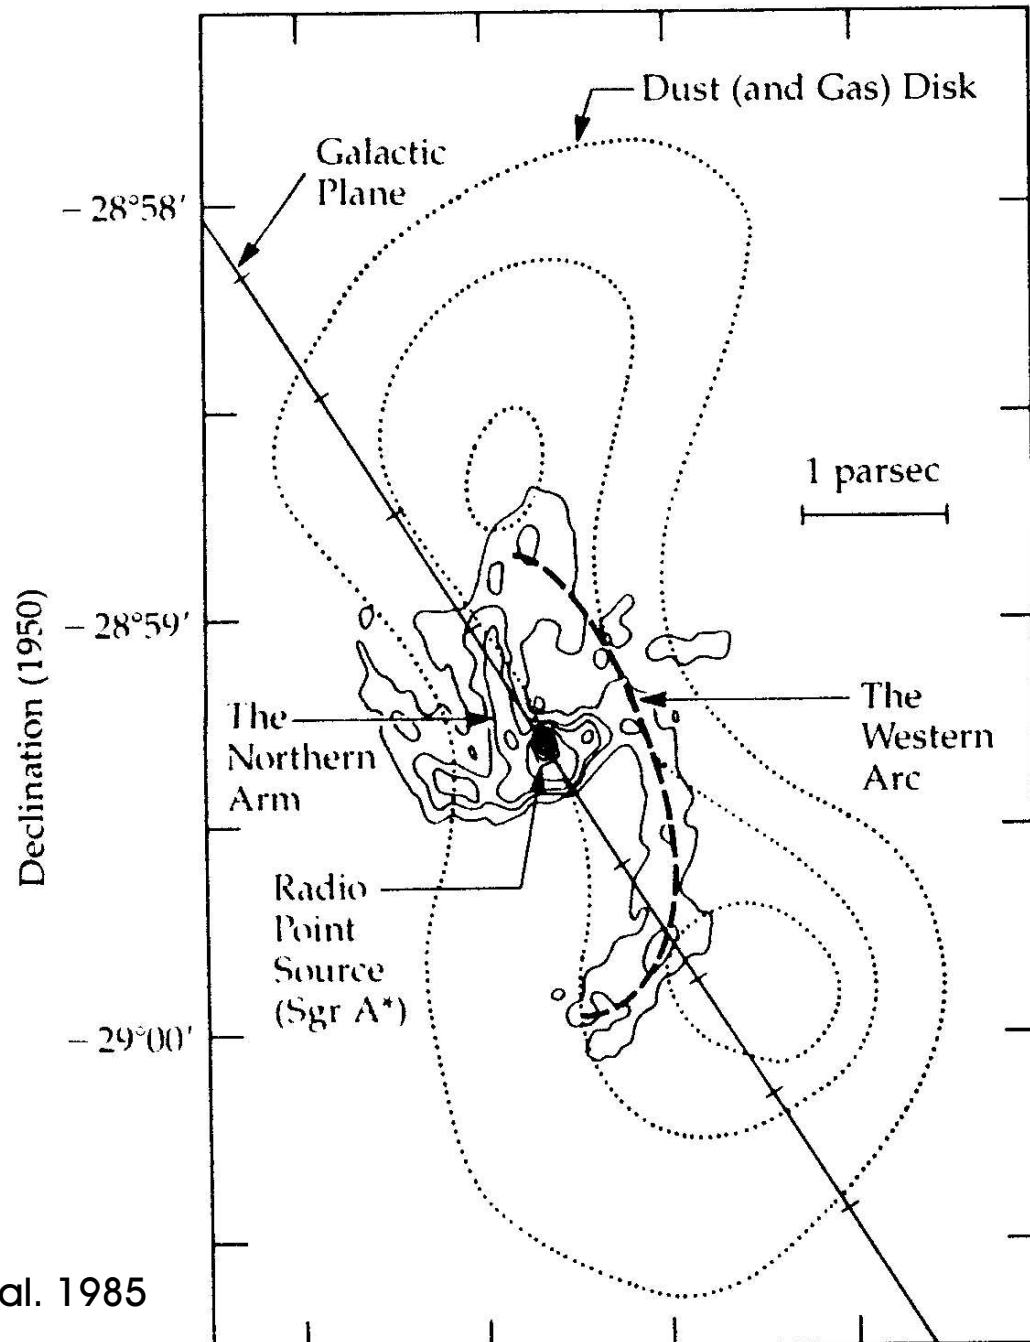 Dust (and Gas) Disk
Galactic
Plane
– 28°58'
1 parsec
– 28°59'
Declination (1950)
The
Northern
Arm
The
Western
Arc
Radio
Point
Source
(Sgr A*)
– 29°00'
al. 1985